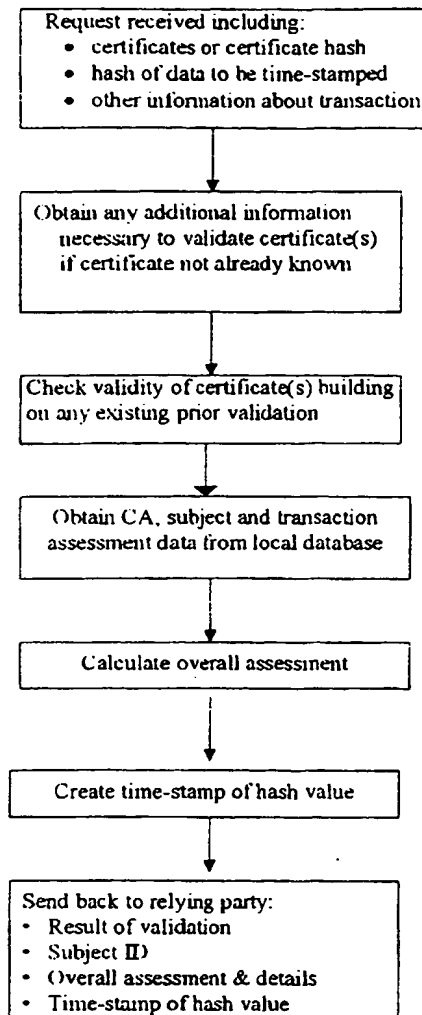 Request received including:
• certificates or certificate hash
• hash of data to be time-stamped
• other information about transaction
Obtain any additional information
necessary to validate certificate(s)
if certificate not already known
Check validity of certificate(s) building
on any existing prior validation
Obtain CA, subject and transaction
assessment data from local database
Calculate overall assessment
Create time-stamp of hash value
Send back to relying party:
• Result of validation
• Subject ID
• Overall assessment & details
• Time-stamp of hash value